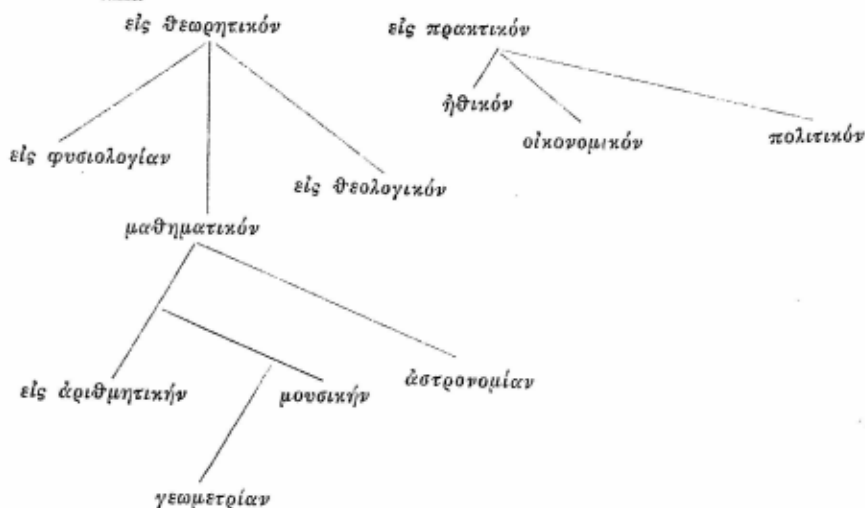 εἰς θεωρητικόν
εἰς πρακτικόν
ἠθικόν
οἰκονομικόν
πολιτικόν
εἰς φυσιολογίαν
εἰς θεολογικόν
μαθηματικόν
εἰς ἀριθμητικήν
μουσικήν
ἀστρονομίαν
γεωμετρίαν